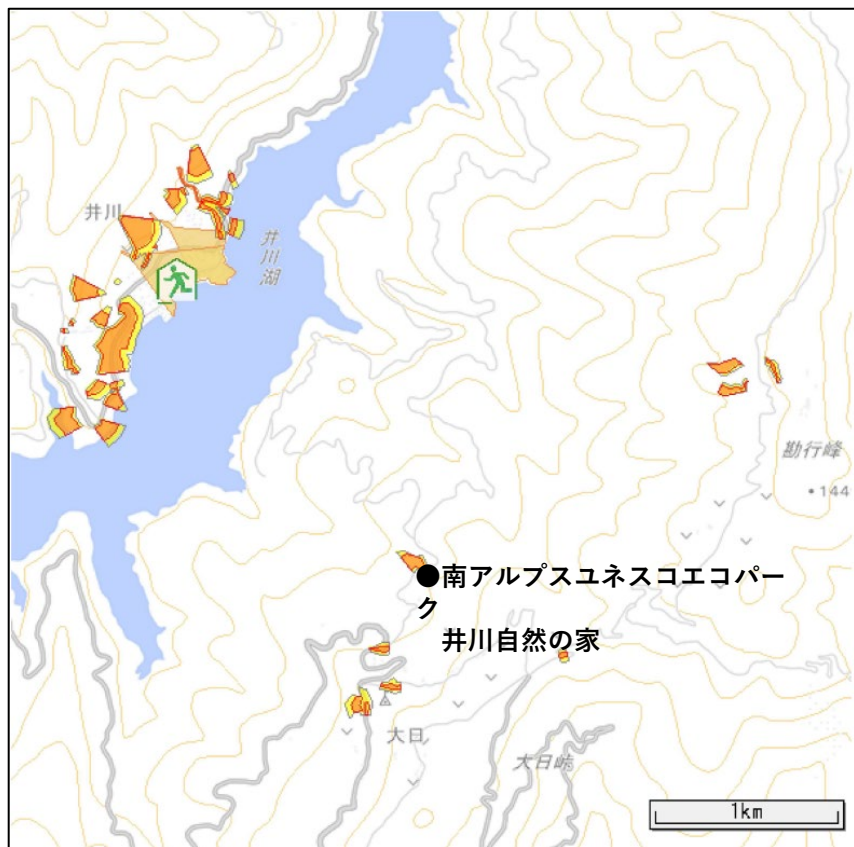 井川
井川湖
勘行峰
・144
●南アルプスユネスコエコパー
ク
井川自然の家
大日
大日峠
1km